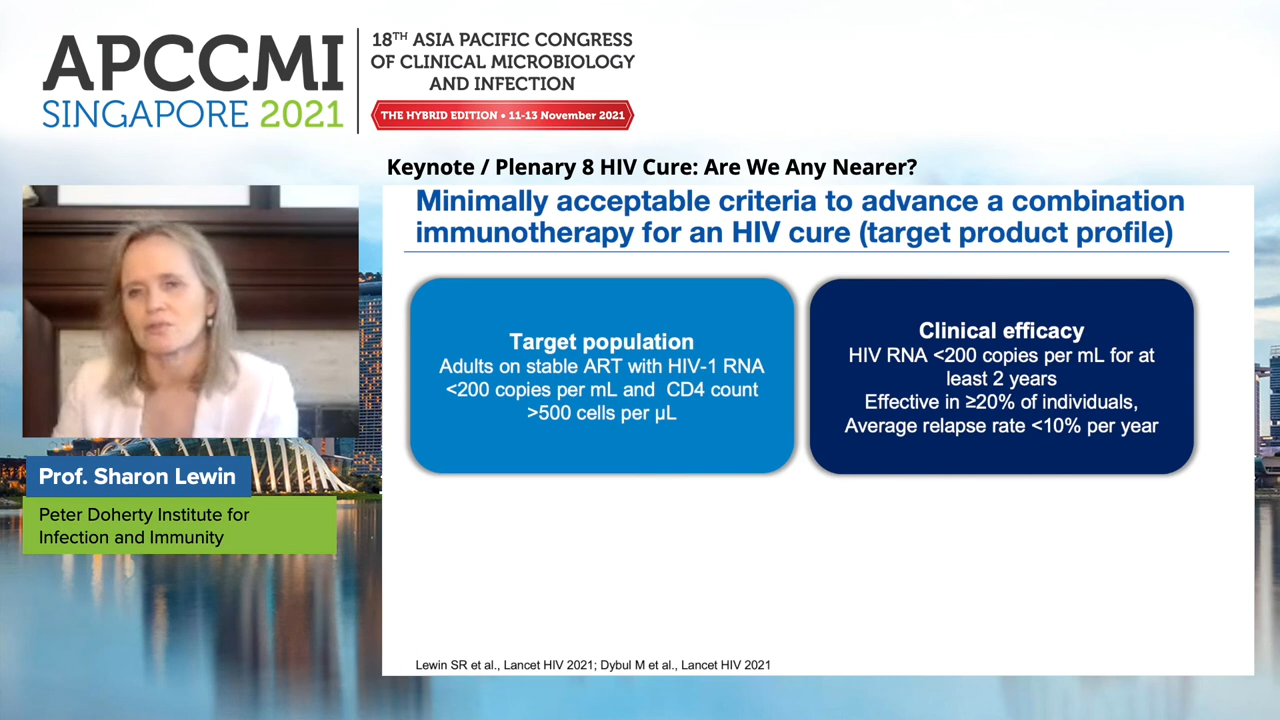 APCCMI
SINGAPORE 2021
18TH ASIA PACIFIC CONGRESS
OF CLINICAL MICROBIOLOGY
AND INFECTION
THE HYBRID EDITION • 11-13 November 2021
Keynote / Plenary 8 HIV Cure: Are We Any Nearer?
Minimally acceptable criteria to advance a combination
immunotherapy for an HIV cure (target product profile)
Target population
Adults on stable ART with HIV-1 RNA
<200 copies per mL and CD4 count
>500 cells per µL
Clinical efficacy
HIV RNA <200 copies per mL for at
least 2 years
Effective in ≥20% of individuals,
Average relapse rate <10% per year
Prof. Sharon Lewin
Peter Doherty Institute for
Infection and Immunity
Lewin SR et al., Lancet HIV 2021; Dybul M et al., Lancet HIV 2021